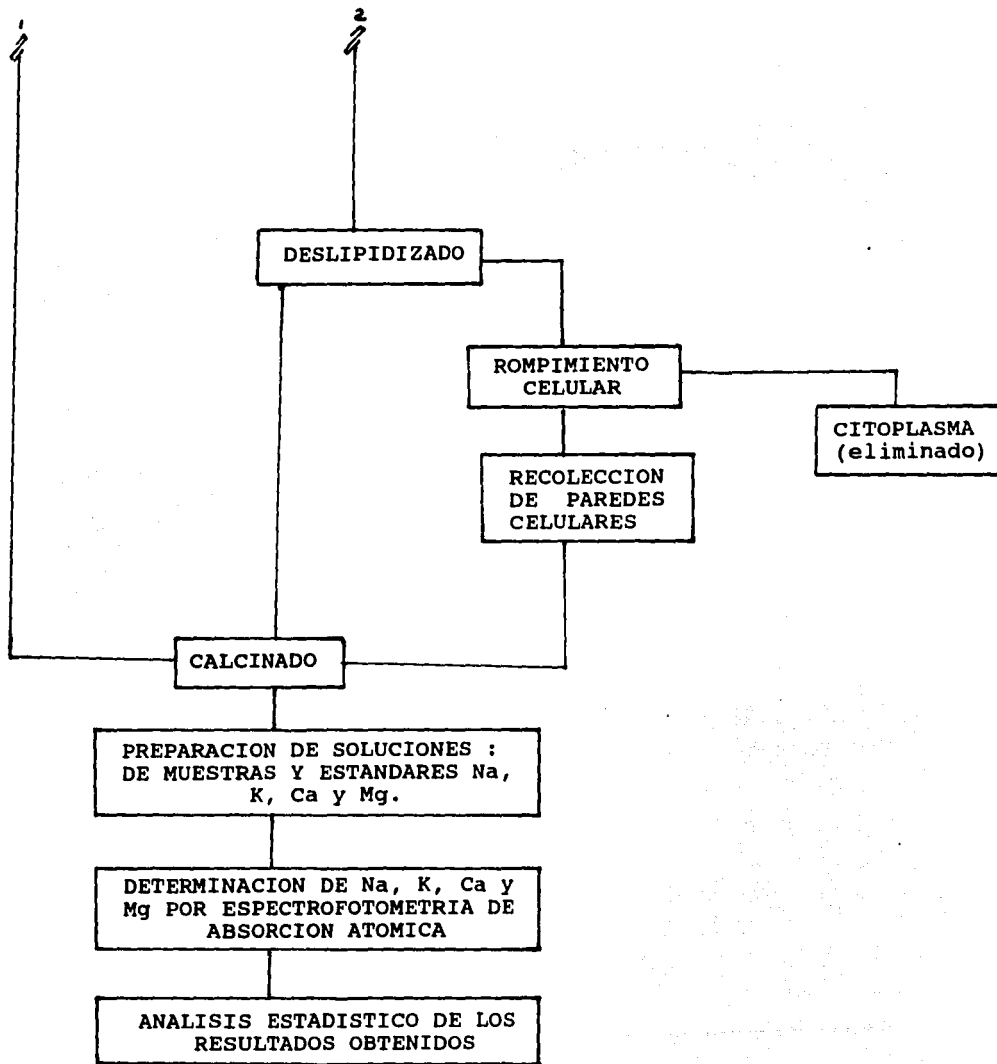 1
2
DESLIPIDIZADO
ROMPIMIENTO
CELULAR
CITOPLASMA
(eliminado)
RECOLECCION
DE PAREDES
CELULARES
CALCINADO
PREPARACION DE SOLUCIONES :
DE MUESTRAS Y ESTANDARES Na,
K, Ca y Mg.
DETERMINACION DE Na, K, Ca y
Mg POR ESPECTROFOTOMETRIA DE
ABSORCION ATOMICA
ANALISIS ESTADISTICO DE LOS
RESULTADOS OBTENIDOS